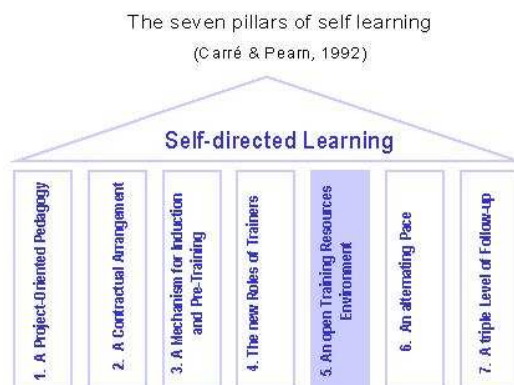 The seven pillars of self learning
(Carré & Pearn, 1992)
Self-directed Learning
1. A Project-Oriented Pedagogy
2. A Contractual Arrangement
3. A Mechanism for Induction
and Pre-Training
4. The new Roles of Trainers
5. An open Training Resources
Environment
6. An alternating Pace
7. A triple Level of Follow-up